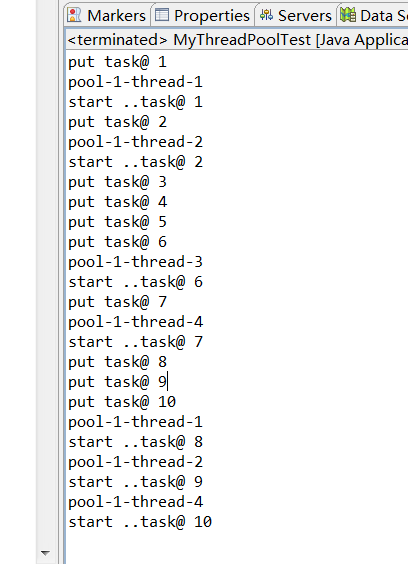 Markers Properties Servers Data S
<terminated> MyThreadPoolTest [Java Applica
put task@ 1
pool-1-thread-1
start ..task@ 1
put task@ 2
pool-1-thread-2
start ..task@ 2
put task@ 3
put task@ 4
put task@ 5
put task@ 6
pool-1-thread-3
start ..task@ 6
put task@ 7
pool-1-thread-4
start ..task@ 7
put task@ 8
put task@ 9
put task@ 10
pool-1-thread-1
start ..task@ 8
pool-1-thread-2
start ..task@ 9
pool-1-thread-4
start ..task@ 10